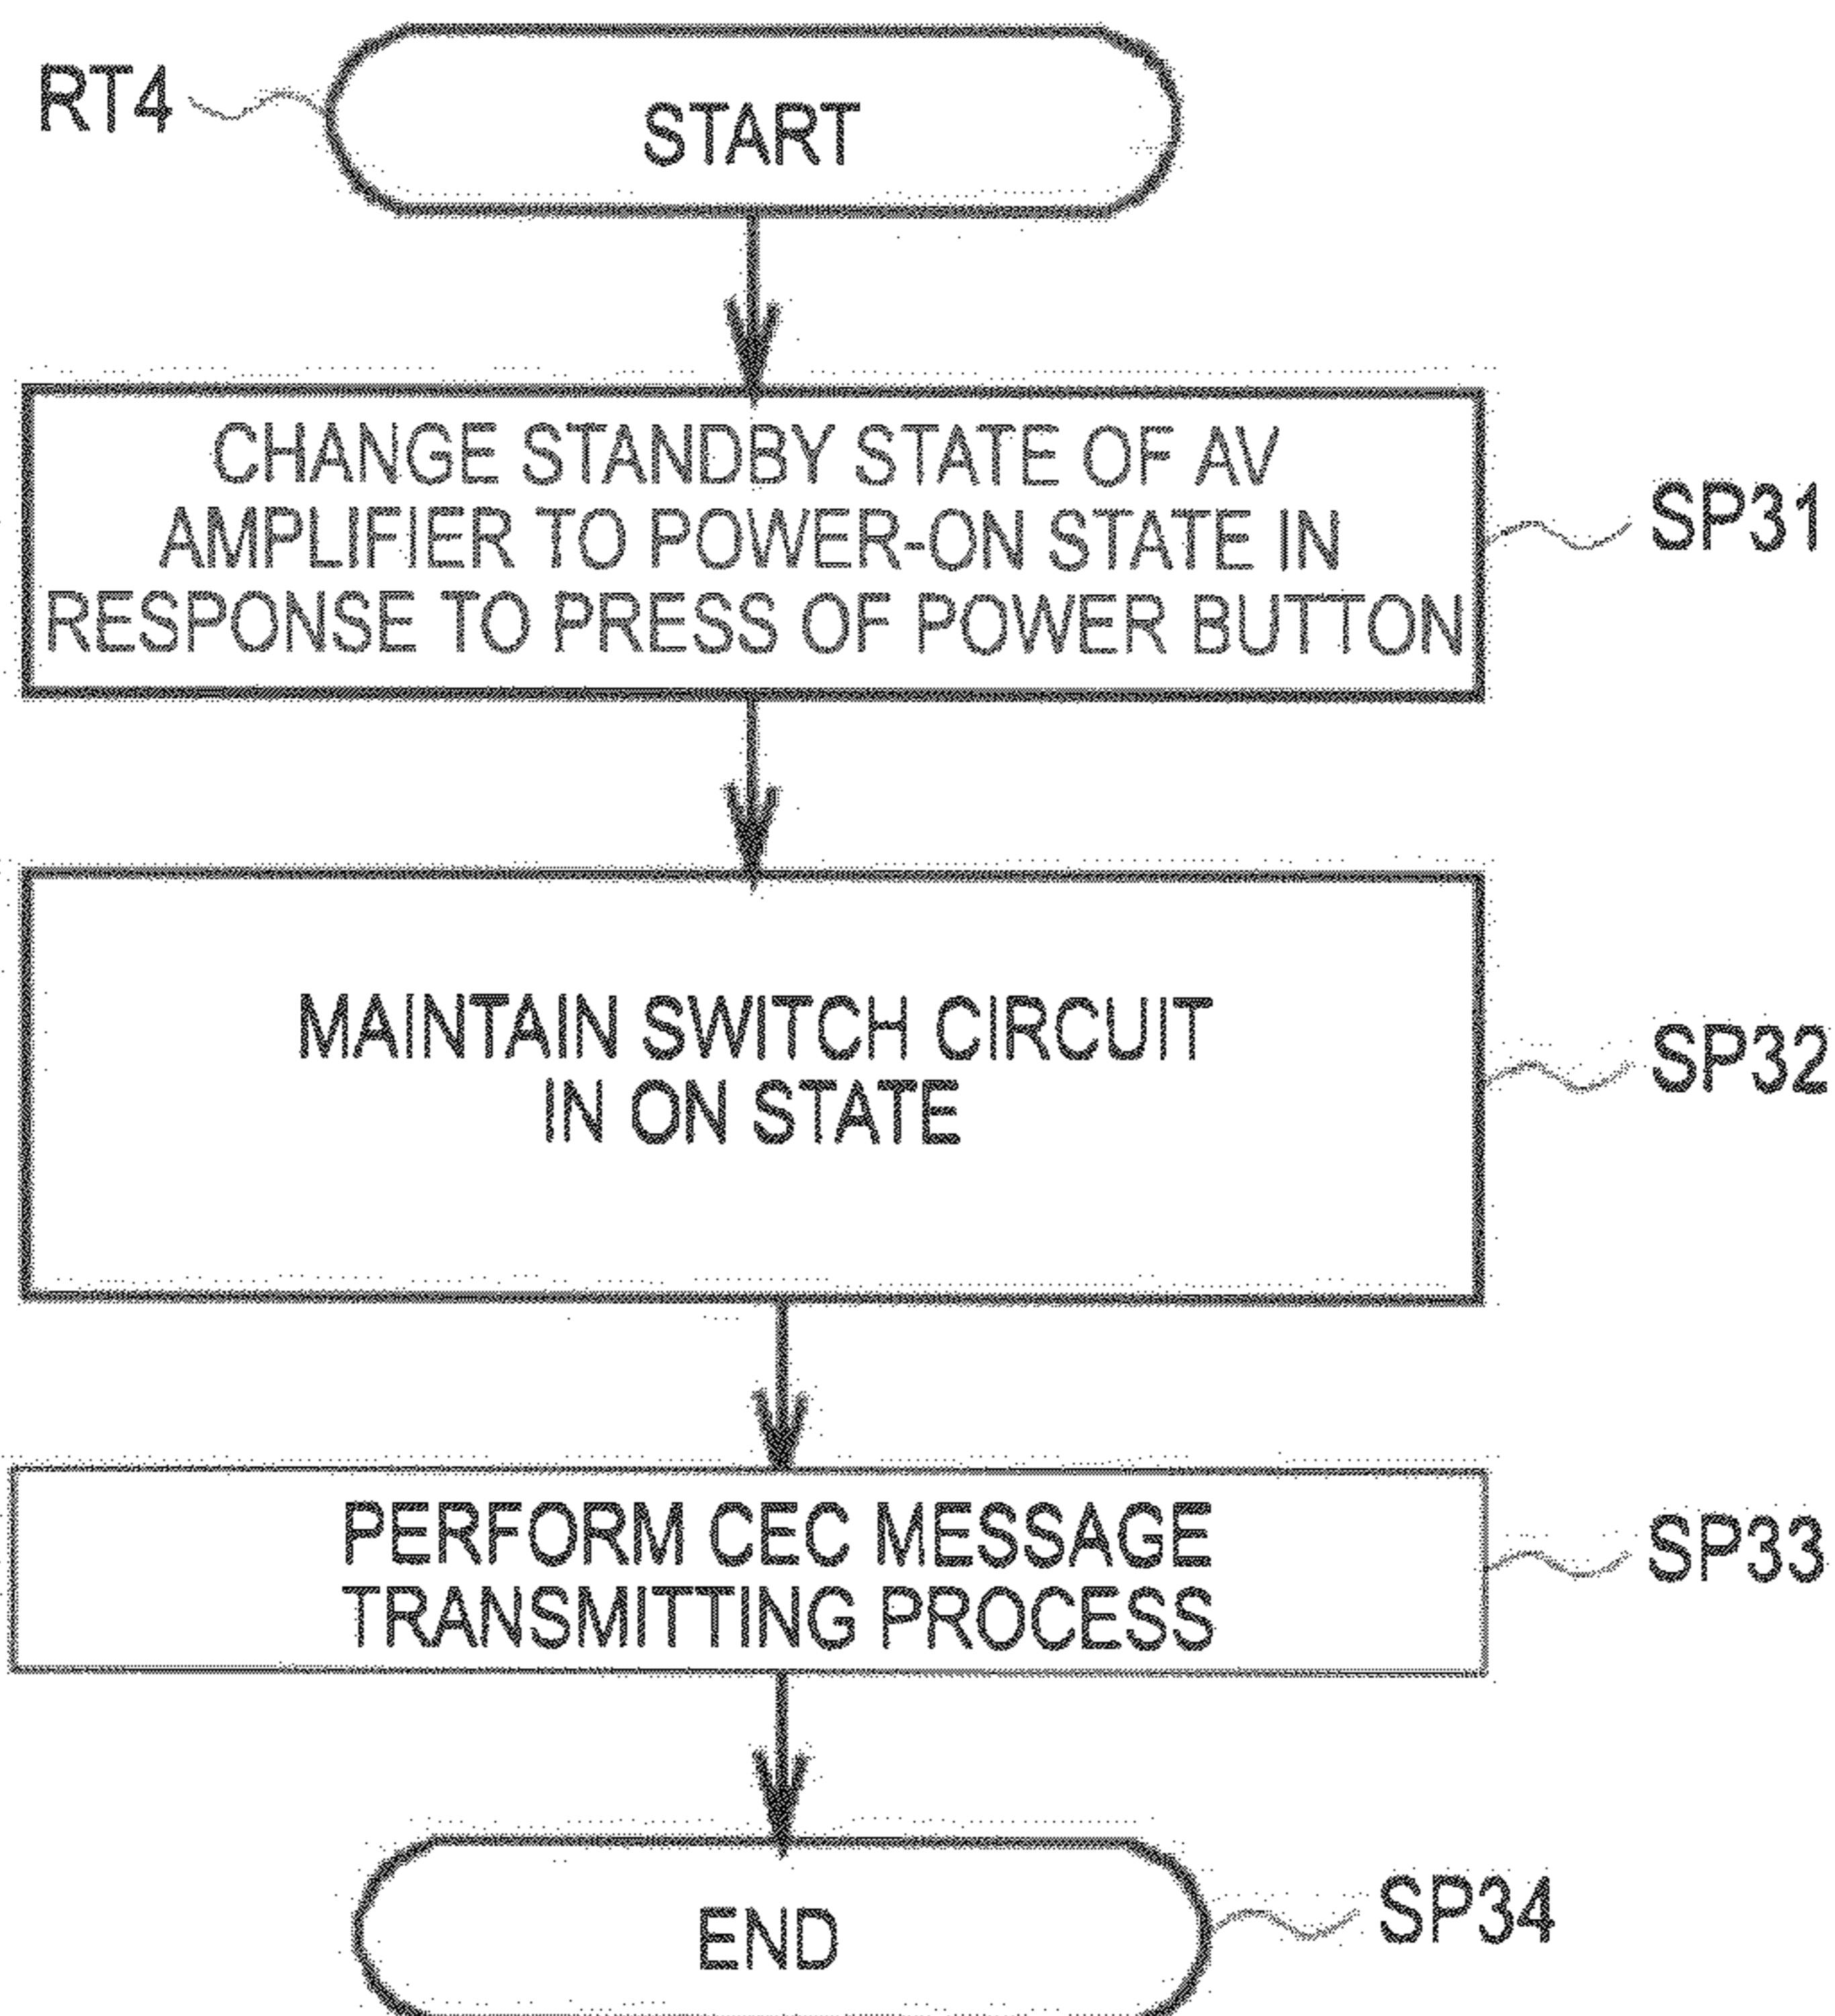 RT4
START
CHANGE STANDBY STATE OF AV
AMPLIFIER TO POWER-ON STATE IN
RESPONSE TO PRESS OF POWER BUTTON
SP31
MAINTAIN SWITCH CIRCUIT
IN ON STATE
SP32
PERFORM CEC MESSAGE
TRANSMITTING PROCESS
SP33
END
SP34